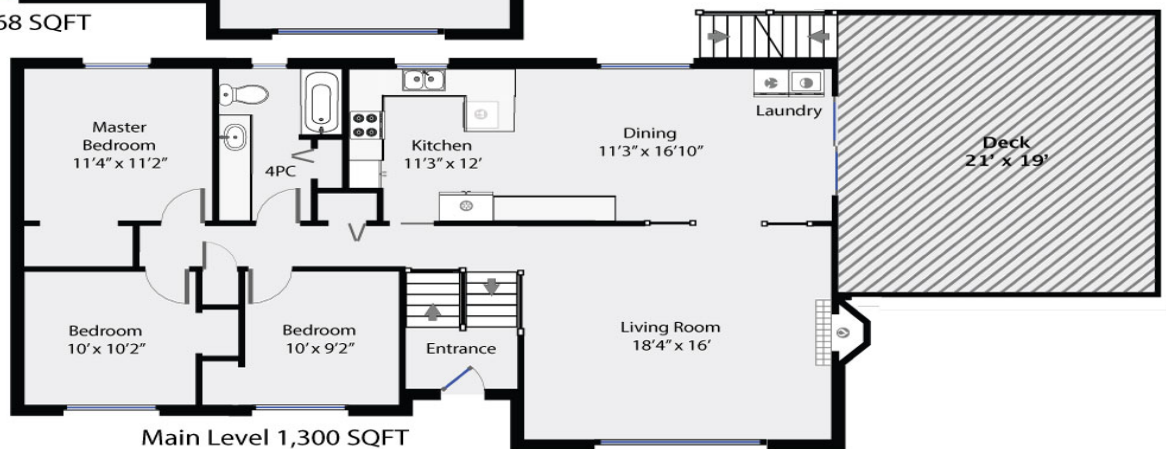 68 SQFT
Master
Bedroom
11'4" x 11'2"
4PC
Kitchen
11'3" x 12'
Dining
11'3" x 16'10"
Laundry
Deck
21' x 19'
Bedroom
10' x 10'2"
Bedroom
10' x 9'2"
Entrance
Living Room
18'4" x 16'
Main Level 1,300 SQFT